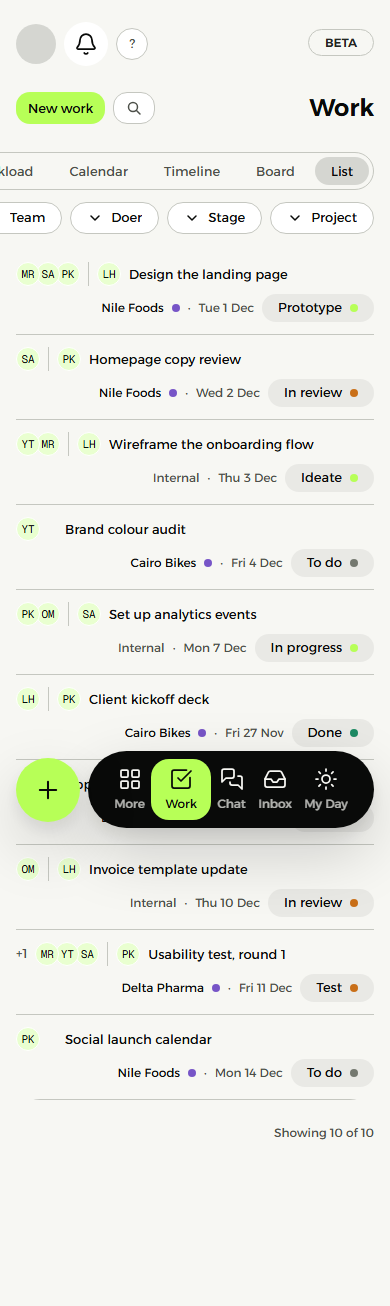 ?
BETA
New work
Work
kload Calendar Timeline Board List
Team Doer Stage Project
MR SA PK LH Design the landing page
Nile Foods · Tue 1 Dec Prototype
SA PK Homepage copy review
Nile Foods · Wed 2 Dec In review
YT MR LH Wireframe the onboarding flow
Internal · Thu 3 Dec Ideate
YT Brand colour audit
Cairo Bikes · Fri 4 Dec To do
PK OM SA Set up analytics events
Internal · Mon 7 Dec In progress
LH PK Client kickoff deck
Cairo Bikes · Fri 27 Nov Done
More Work Chat Inbox My Day
OM LH Invoice template update
Internal · Thu 10 Dec In review
+1 MR YT SA PK Usability test, round 1
Delta Pharma · Fri 11 Dec Test
PK Social launch calendar
Nile Foods · Mon 14 Dec To do
Showing 10 of 10